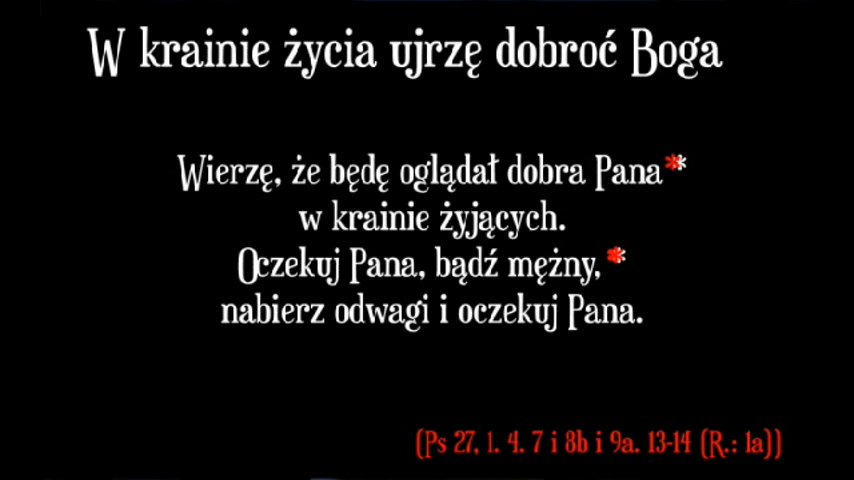 W krainie życia ujrzę dobroć Boga
Wierzę, że będę oglądał dobra Pana*
w krainie żyjących.
Oczekuj Pana, bądź mężny,*
nabierz odwagi i oczekuj Pana.
(Ps 27, 1. 4. 7 i 8b i 9a. 13-14 (R.: 1a))